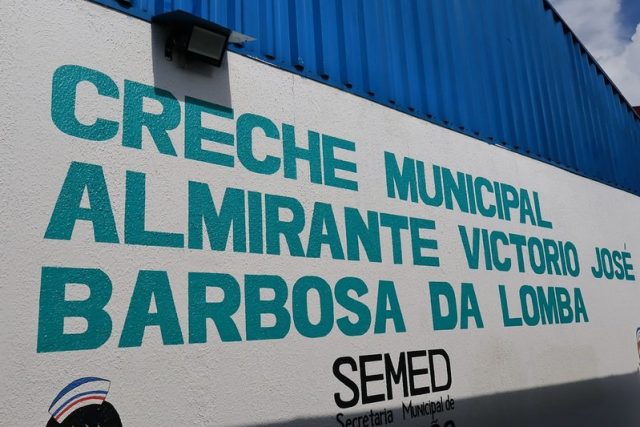 CRECHE MUNICIPAL
ALMIRANTE VICTORIO JOSÉ
BARBOSA DA LOMBA
SEMED
Secretaria Municipal de